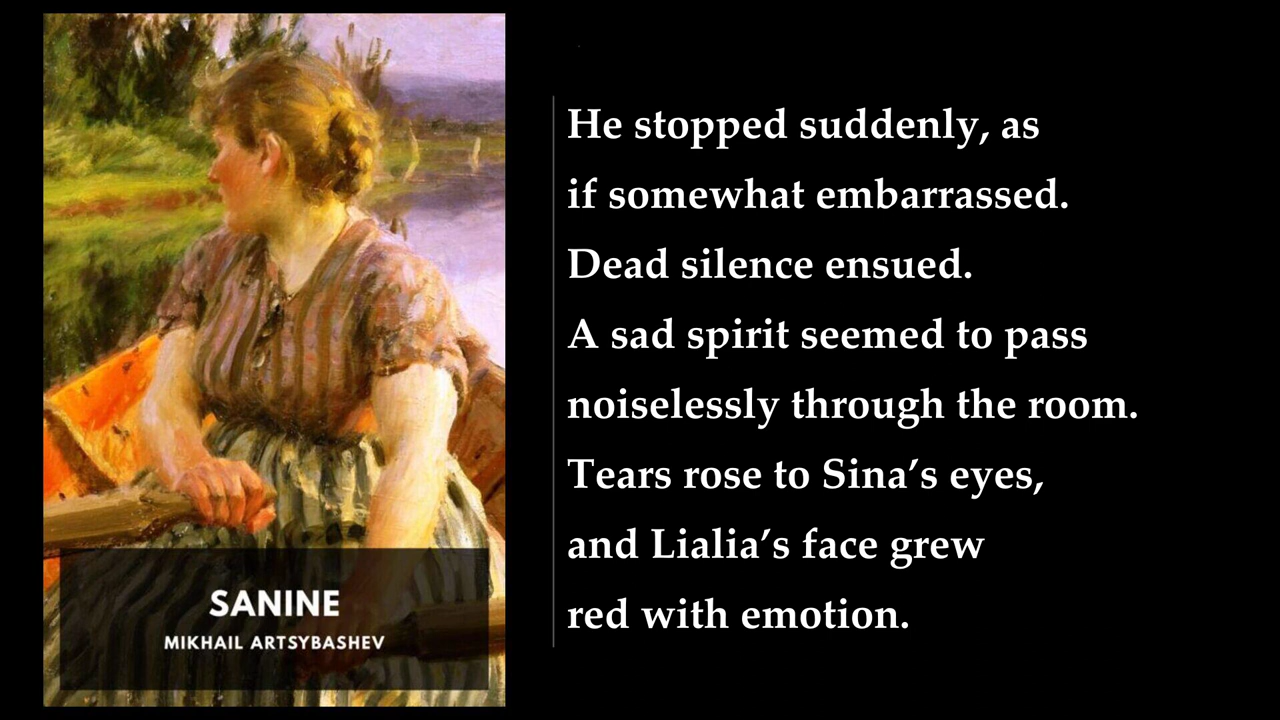 SANINE
MIKHAIL ARTSYBASHEV
He stopped suddenly, as
if somewhat embarrassed.
Dead silence ensued.
A sad spirit seemed to pass
noiselessly through the room.
Tears rose to Sina’s eyes,
and Lialia’s face grew
red with emotion.